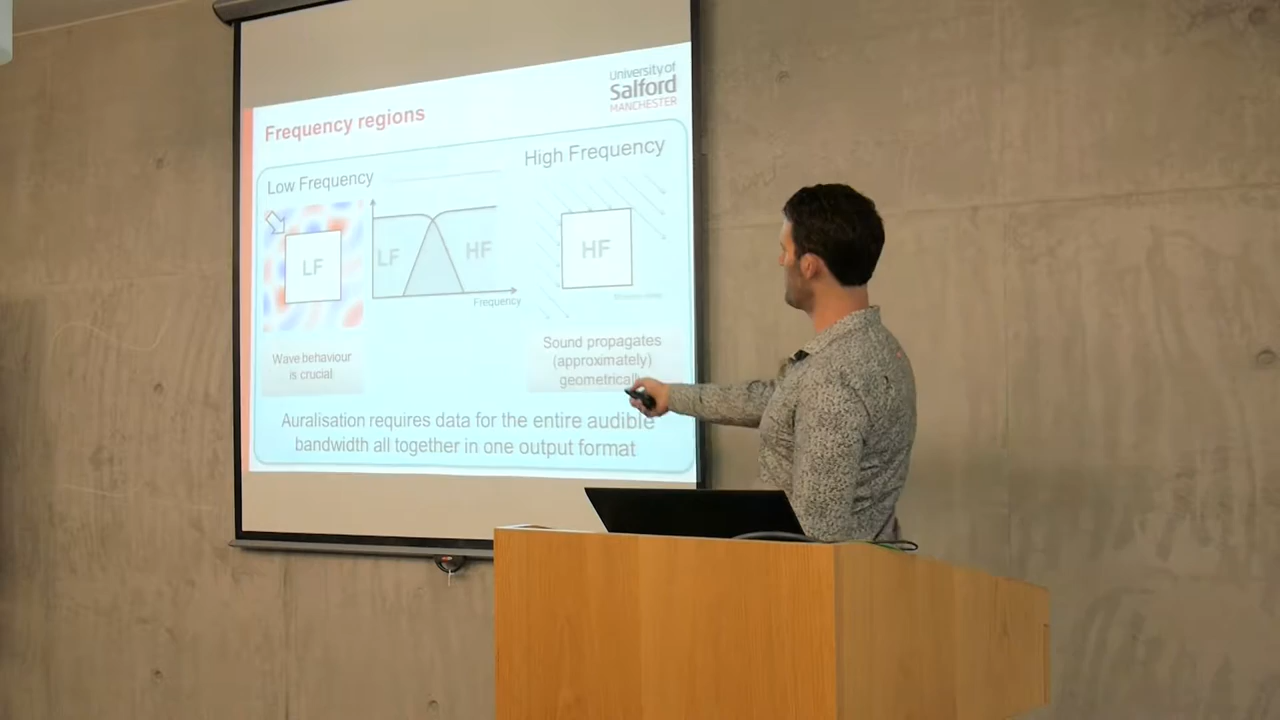 University of
Salford
MANCHESTER
Frequency regions
High Frequency
Low Frequency
LF
LF
HF
HF
Frequency
Wave behaviour
is crucial
Sound propagates
(approximately)
geometrically
Auralisation requires data for the entire audible
bandwidth all together in one output format